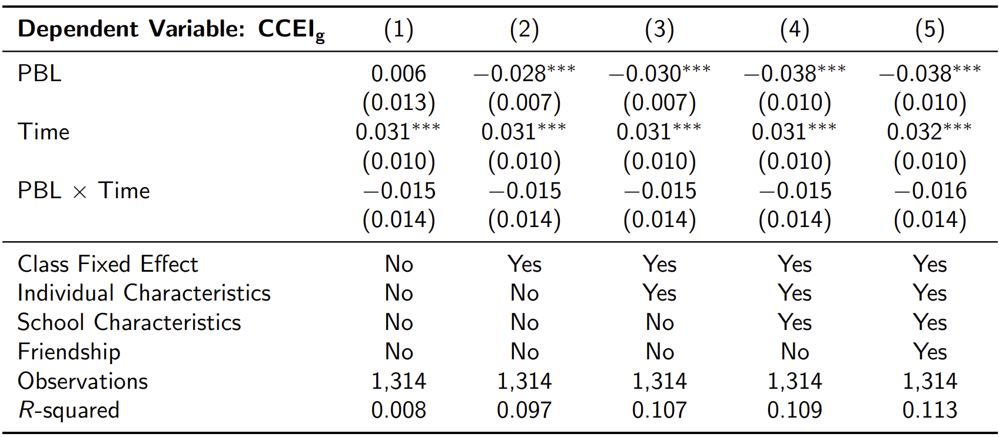 Dependent Variable: CCEI_g (1) (2) (3) (4) (5)
PBL 0.006 −0.028*** −0.030*** −0.038*** −0.038***
(0.013) (0.007) (0.007) (0.010) (0.010)
Time 0.031*** 0.031*** 0.031*** 0.031*** 0.032***
(0.010) (0.010) (0.010) (0.010) (0.010)
PBL × Time −0.015 −0.015 −0.015 −0.015 −0.016
(0.014) (0.014) (0.014) (0.014) (0.014)
Class Fixed Effect No Yes Yes Yes Yes
Individual Characteristics No No Yes Yes Yes
School Characteristics No No No Yes Yes
Friendship No No No No Yes
Observations 1,314 1,314 1,314 1,314 1,314
R-squared 0.008 0.097 0.107 0.109 0.113